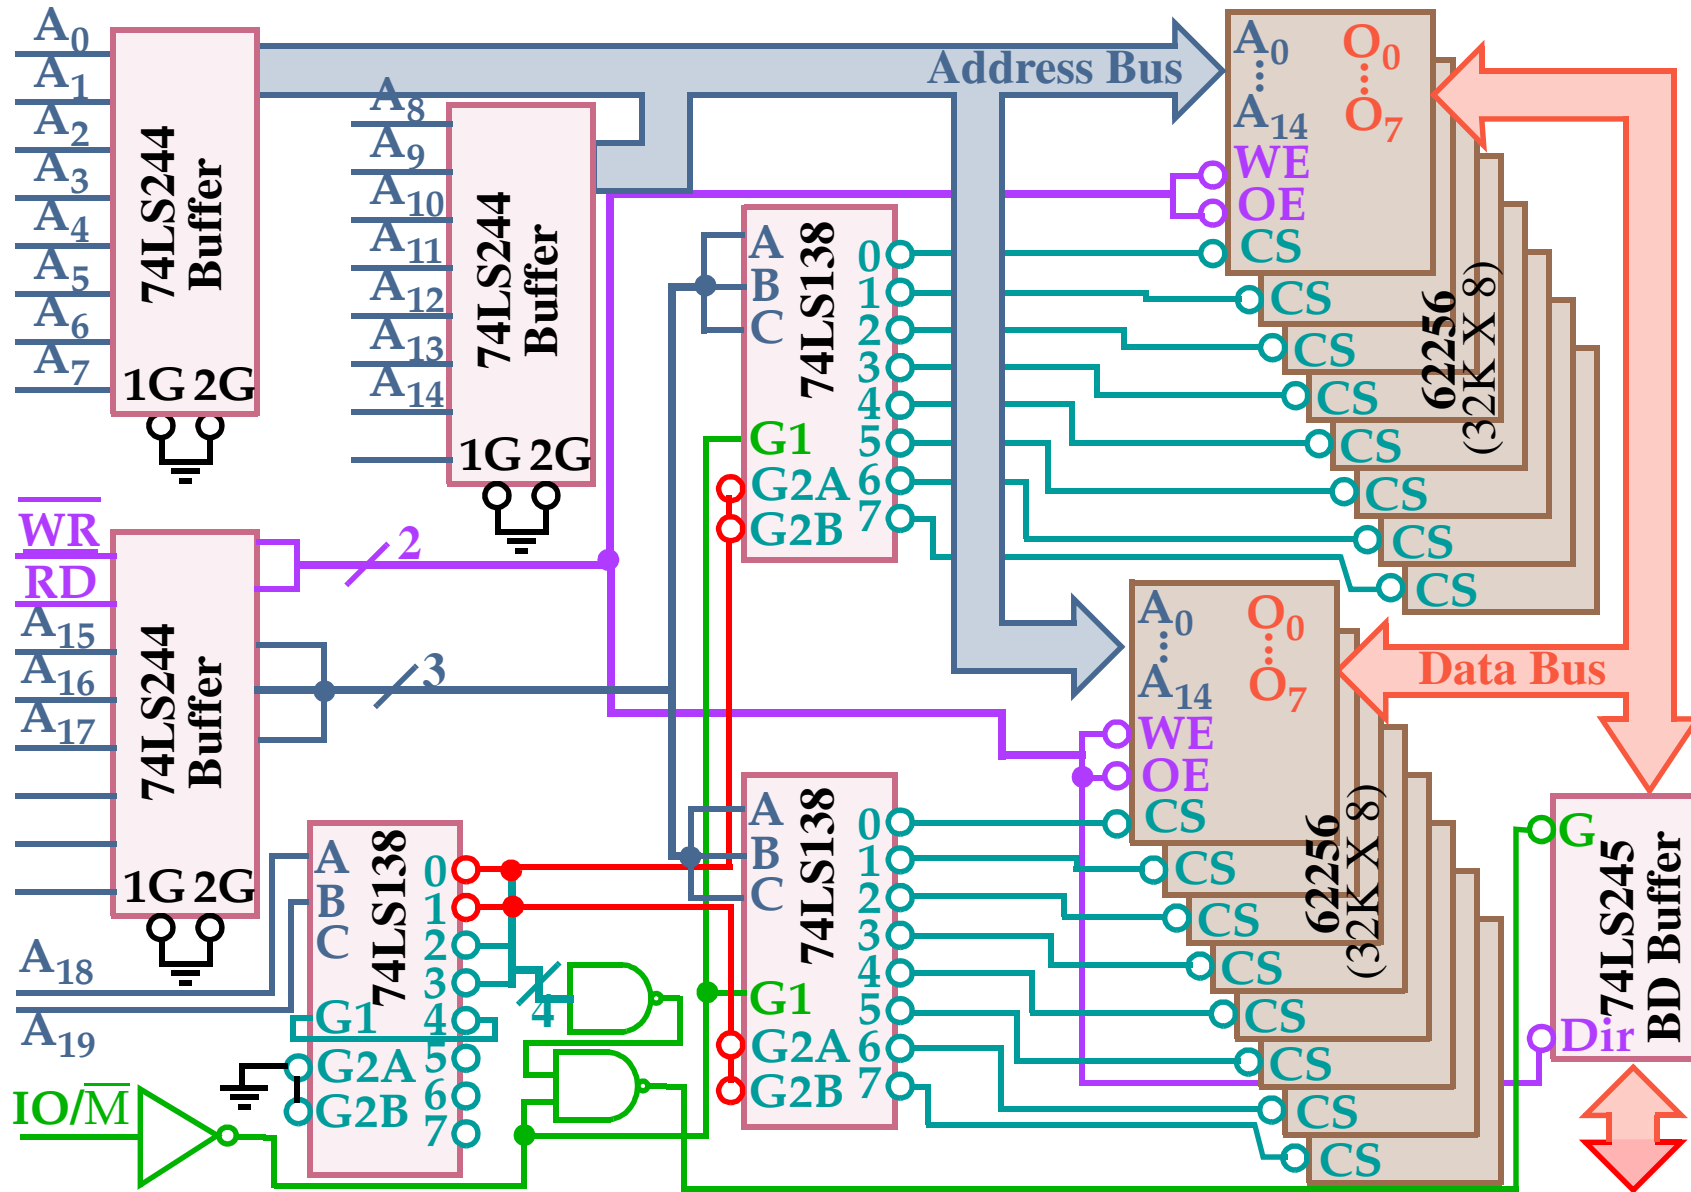 A0
A1
A2
A3
A4
A5
A6
A7
74LS244
Buffer
1G 2G
A8
A9
A10
A11
A12
A13
A14
74LS244
Buffer
1G 2G
Address Bus
A0
A14
O0
O7
WE
OE
CS
CS
CS
CS
CS
CS
CS
CS
62256
(32K X 8)
A
B
C
G1
G2A
G2B
74LS138
0
1
2
3
4
5
6
7
WR
RD
A15
A16
A17
74LS244
Buffer
1G 2G
2
3
A0
A14
O0
O7
WE
OE
CS
CS
CS
CS
CS
CS
CS
CS
62256
(32K X 8)
Data Bus
A18
A19
A
B
C
G1
G2A
G2B
74LS138
0
1
2
3
4
5
6
7
4
IO/M
A
B
C
G1
G2A
G2B
74LS138
0
1
2
3
4
5
6
7
G
Dir
74LS245
BD Buffer